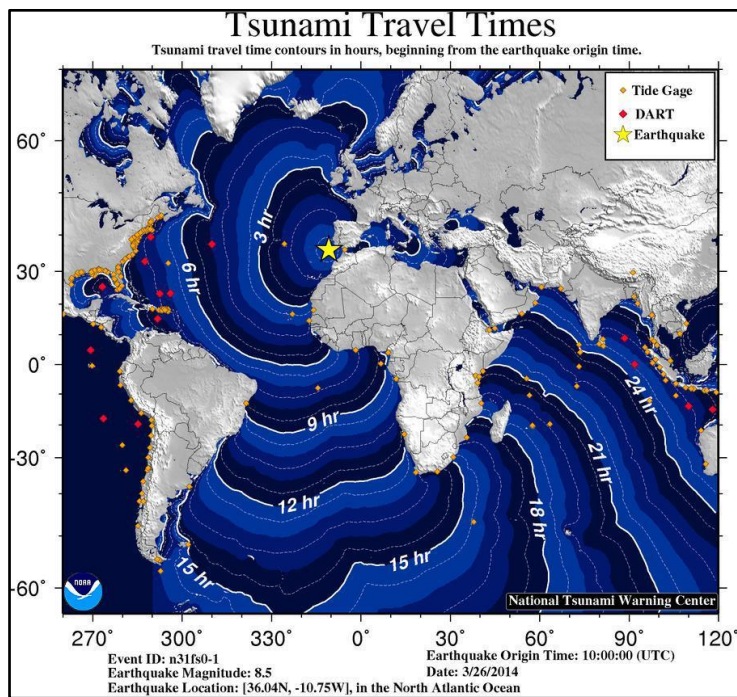 Tsunami Travel Times
Tsunami travel time contours in hours, beginning from the earthquake origin time.
Tide Gage
DART
Earthquake
60°
30°
0°
-30°
-60°
3 hr
6 hr
9 hr
12 hr
15 hr
15 hr
18 hr
21 hr
24 hr
NOAA
National Tsunami Warning Center
270° 300° 330° 0° 30° 60° 90° 120°
Event ID: n31fs0-1
Earthquake Magnitude: 8.5
Earthquake Location: [36.04N, -10.75W], in the North Atlantic Ocean
Earthquake Origin Time: 10:00:00 (UTC)
Date: 3/26/2014